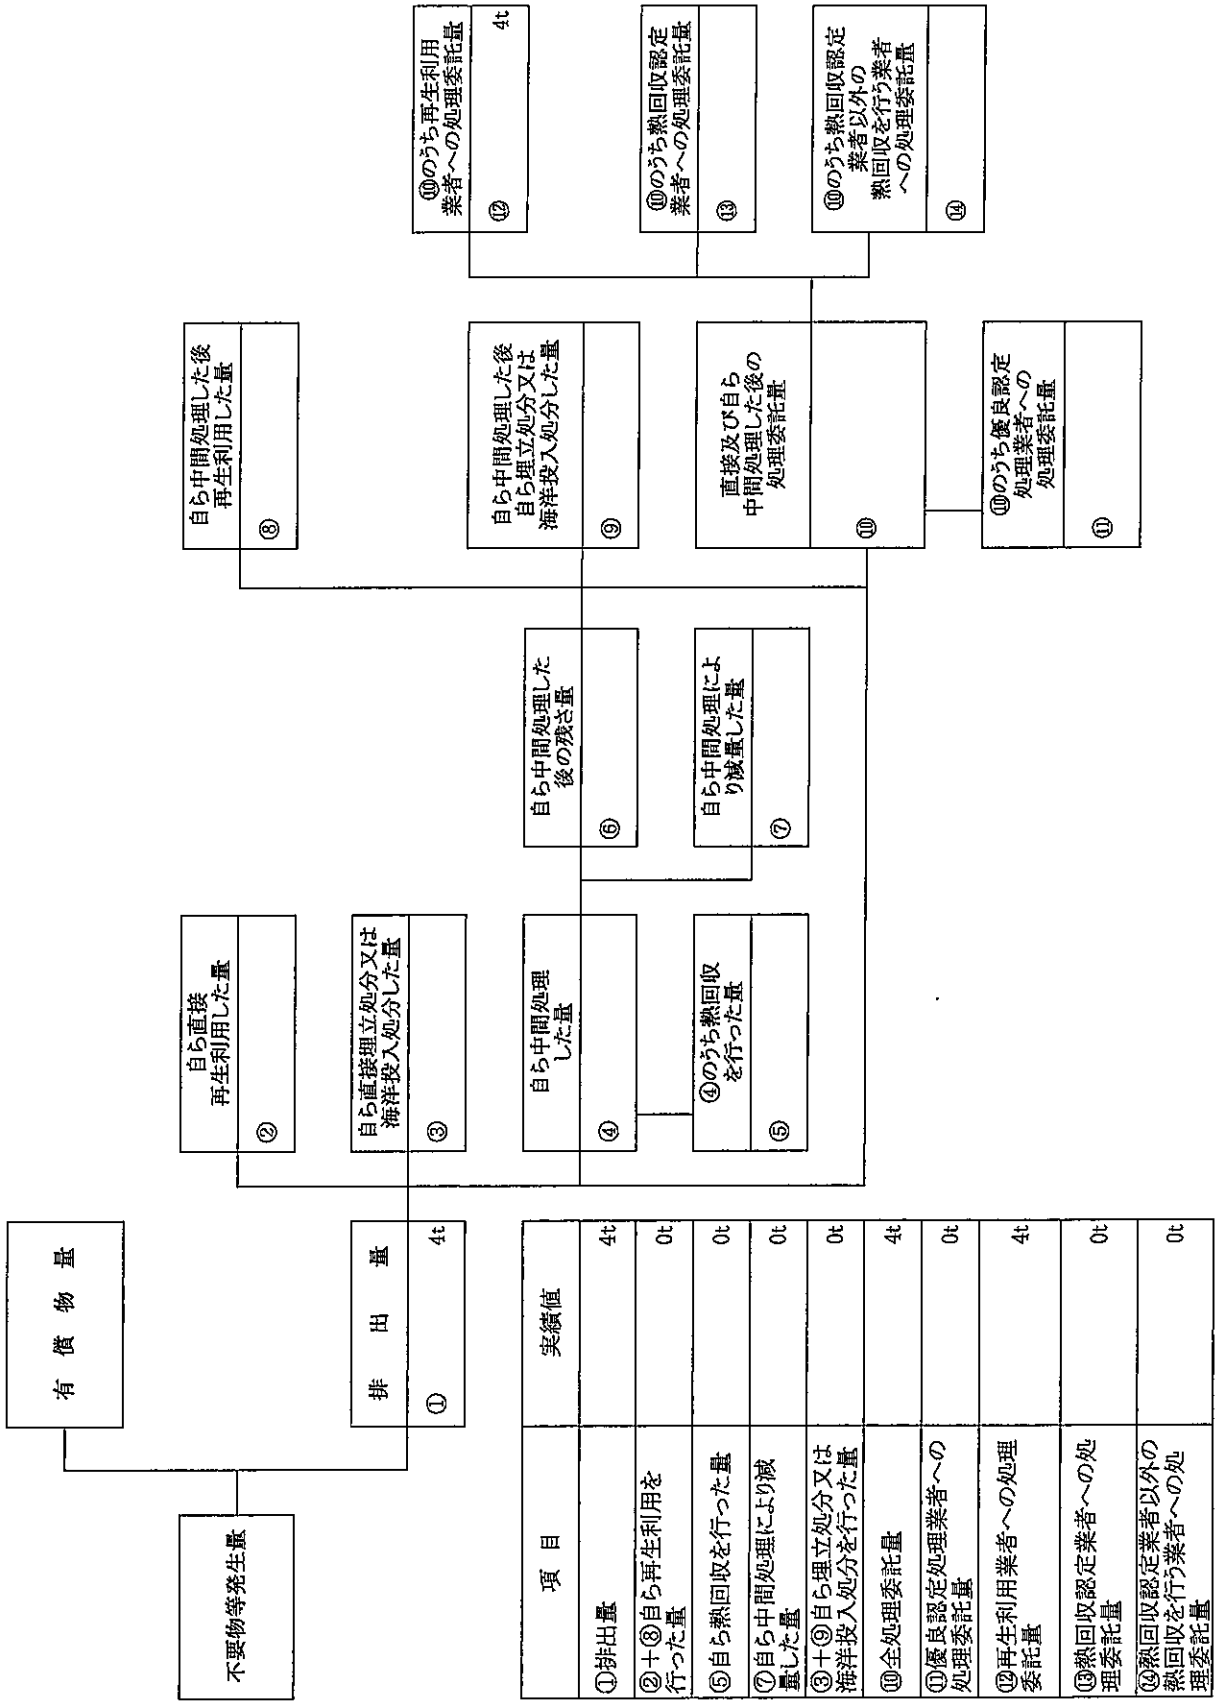 不要物等発生量
有償物量
排出量
① 4t
自ら直接
再生利用した量
②
自ら直接埋立処分又は
海洋投入処分した量
③
自ら中間処理
した量
④
④のうち熱回収
を行った量
⑤
自ら中間処理した
後の残さ量
⑥
自ら中間処理によ
り減量した量
⑦
自ら中間処理した後
再生利用した量
⑧
自ら中間処理した後
自ら埋立処分又は
海洋投入処分した量
⑨
直接及び自ら
中間処理した後の
処理委託量
⑩
⑩のうち優良認定
処理業者への
処理委託量
⑪
⑩のうち再生利用
業者への処理委託量
⑫ 4t
⑩のうち熱回収認定
業者への処理委託量
⑬
⑩のうち熱回収認定
業者以外の
熱回収を行う業者
への処理委託量
⑭
項目 実績値
①排出量 4t
②+⑧自ら再生利用を
行った量 0t
⑤自ら熱回収を行った量 0t
⑦自ら中間処理により減
量した量 0t
③+⑨自ら埋立処分又は
海洋投入処分を行った量 0t
⑩全処理委託量 4t
⑪優良認定処理業者への
処理委託量 0t
⑫再生利用業者への処理
委託量 4t
⑬熱回収認定業者への処
理委託量 0t
⑭熱回収認定業者以外の
熱回収を行う業者への処
理委託量 0t